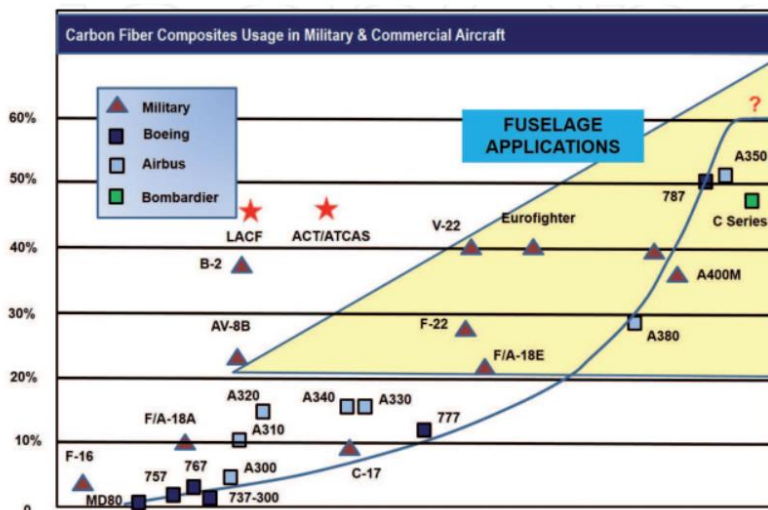 Carbon Fiber Composites Usage in Military & Commercial Aircraft
Military
Boeing
Airbus
Bombardier
FUSELAGE
APPLICATIONS
?
60%
50%
40%
30%
20%
10%
0
A350
787
C Series
LACF
ACT/ATCAS
V-22
Eurofighter
B-2
A400M
AV-8B
F-22
A380
F/A-18E
A320
A340
A330
F/A-18A
A310
777
F-16
757
767
A300
C-17
MD80
737-300